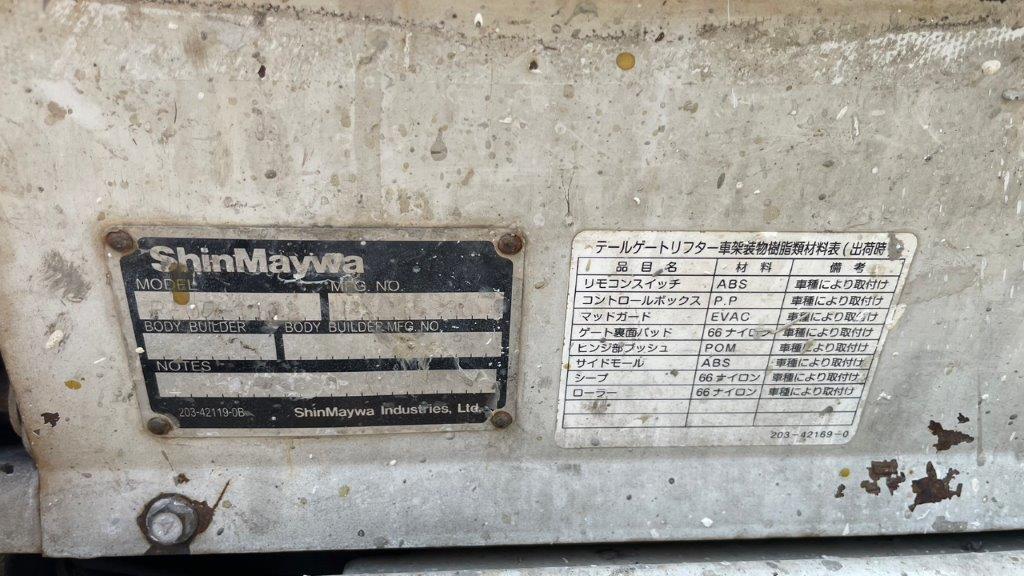 ShinMaywa
MODEL MFG. NO.
BODY BUILDER BODY BUILDER MFG. NO.
NOTES
203-42119-0B ShinMaywa Industries, Ltd.
テールゲートリフター車架装物樹脂類材料表(出荷時
品目名 材料 備考
リモコンスイッチ ABS 車種により取付け
コントロールボックス P.P 車種により取付け
マッドガード EVAC 車種により取付け
ゲート裏面パッド 66ナイロン 車種により取付け
ヒンジ部ブッシュ POM 車種により取付け
サイドモール ABS 車種により取付け
シーブ 66ナイロン 車種により取付け
ローラー 66ナイロン 車種により取付け
203-42169-0